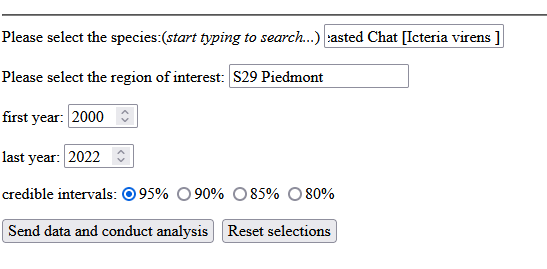 Please select the species:(start typing to search...) :asted Chat [Icteria virens ]
Please select the region of interest: S29 Piedmont
first year: 2000
last year: 2022
credible intervals: 95% 90% 85% 80%
Send data and conduct analysis Reset selections